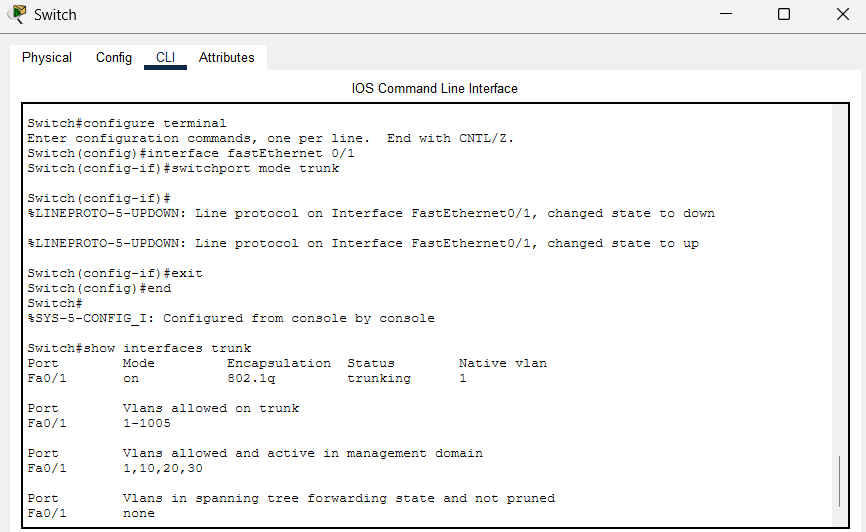 Switch
Physical Config CLI Attributes
IOS Command Line Interface
Switch#configure terminal
Enter configuration commands, one per line.  End with CNTL/Z.
Switch(config)#interface fastEthernet 0/1
Switch(config-if)#switchport mode trunk
Switch(config-if)#
%LINEPROTO-5-UPDOWN: Line protocol on Interface FastEthernet0/1, changed state to down
%LINEPROTO-5-UPDOWN: Line protocol on Interface FastEthernet0/1, changed state to up
Switch(config-if)#exit
Switch(config)#end
Switch#
%SYS-5-CONFIG_I: Configured from console by console
Switch#show interfaces trunk
Port        Mode         Encapsulation  Status        Native vlan
Fa0/1       on           802.1q         trunking      1
Port        Vlans allowed on trunk
Fa0/1       1-1005
Port        Vlans allowed and active in management domain
Fa0/1       1,10,20,30
Port        Vlans in spanning tree forwarding state and not pruned
Fa0/1       none